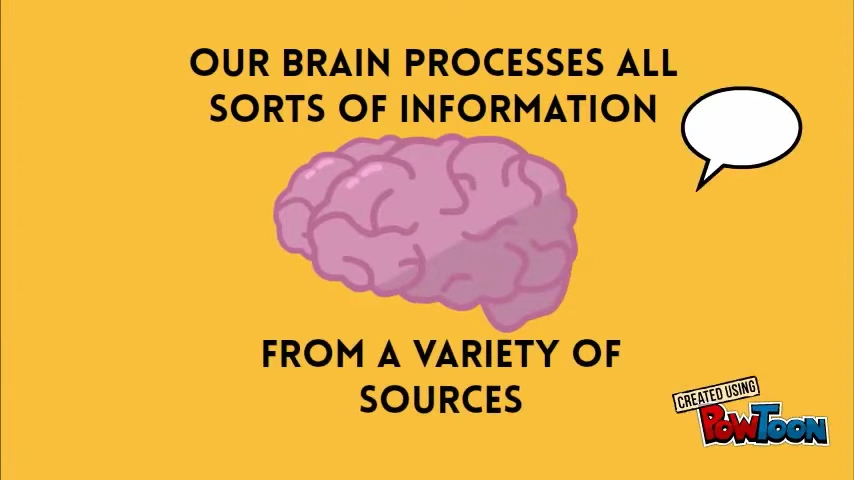 OUR BRAIN PROCESSES ALL
SORTS OF INFORMATION
FROM A VARIETY OF
SOURCES
CREATED USING
POWTOON